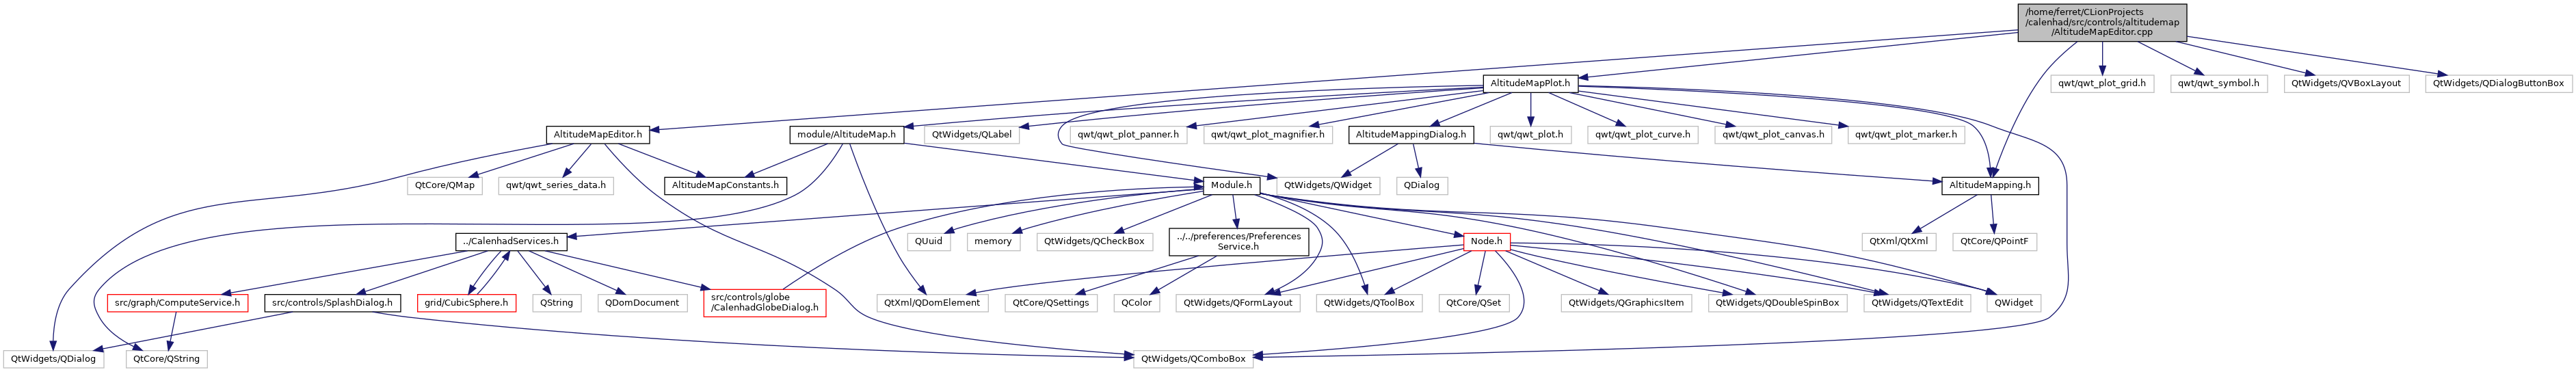 /home/ferret/CLionProjects
/calenhad/src/controls/altitudemap
/AltitudeMapEditor.cpp
AltitudeMapPlot.h
qwt/qwt_plot_grid.h
qwt/qwt_symbol.h
QtWidgets/QVBoxLayout
QtWidgets/QDialogButtonBox
AltitudeMapEditor.h
module/AltitudeMap.h
QtWidgets/QLabel
qwt/qwt_plot_panner.h
qwt/qwt_plot_magnifier.h
AltitudeMappingDialog.h
qwt/qwt_plot.h
qwt/qwt_plot_curve.h
qwt/qwt_plot_canvas.h
qwt/qwt_plot_marker.h
QtCore/QMap
qwt/qwt_series_data.h
AltitudeMapConstants.h
Module.h
QtWidgets/QWidget
QDialog
AltitudeMapping.h
../CalenhadServices.h
QUuid
memory
QtWidgets/QCheckBox
../../preferences/Preferences
Service.h
Node.h
QtXml/QtXml
QtCore/QPointF
src/graph/ComputeService.h
src/controls/SplashDialog.h
grid/CubicSphere.h
QString
QDomDocument
src/controls/globe
/CalenhadGlobeDialog.h
QtXml/QDomElement
QtCore/QSettings
QColor
QtWidgets/QFormLayout
QtWidgets/QToolBox
QtCore/QSet
QtWidgets/QGraphicsItem
QtWidgets/QDoubleSpinBox
QtWidgets/QTextEdit
QWidget
QtWidgets/QDialog
QtCore/QString
QtWidgets/QComboBox